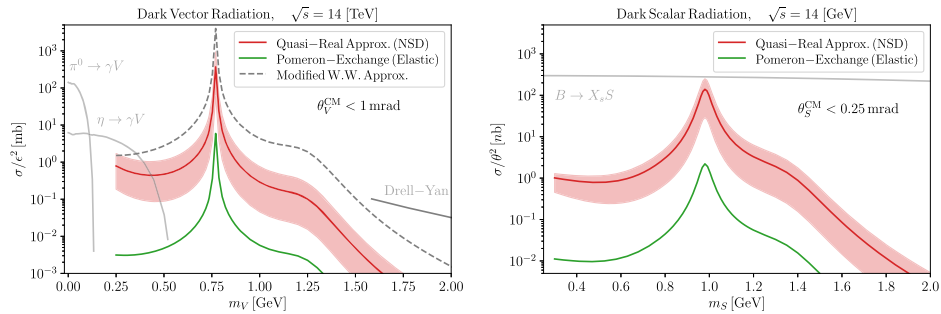 Dark Vector Radiation, √s = 14 [TeV]
Quasi−Real Approx. (NSD)
Pomeron−Exchange (Elastic)
Modified W.W. Approx.
θ_V^CM < 1 mrad
π⁰ → γV
η → γV
Drell−Yan
σ/ϵ² [mb]
10³
10²
10¹
10⁰
10⁻¹
10⁻²
10⁻³
0.00 0.25 0.50 0.75 1.00 1.25 1.50 1.75 2.00
m_V [GeV]
Dark Scalar Radiation, √s = 14 [GeV]
Quasi−Real Approx. (NSD)
Pomeron−Exchange (Elastic)
B → X_sS
θ_S^CM < 0.25 mrad
σ/θ² [nb]
10³
10²
10¹
10⁰
10⁻¹
10⁻²
0.4 0.6 0.8 1.0 1.2 1.4 1.6 1.8 2.0
m_S [GeV]